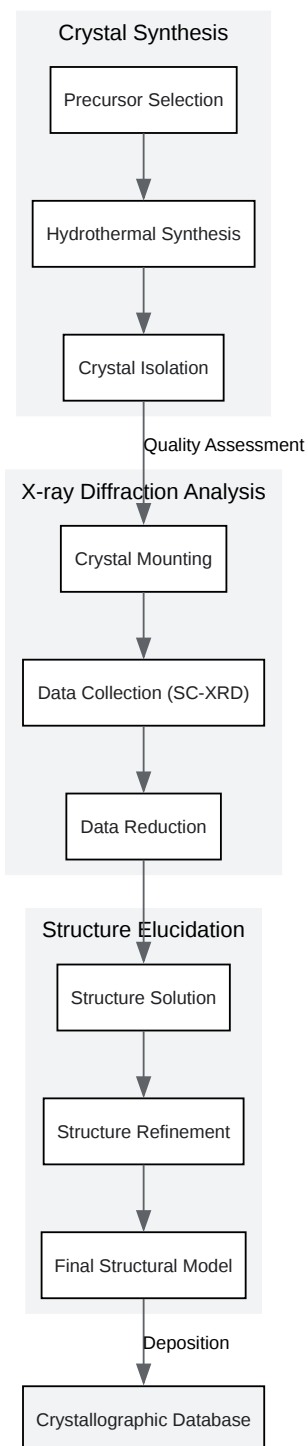 Crystal Synthesis
Precursor Selection
Hydrothermal Synthesis
Crystal Isolation
Quality Assessment
X-ray Diffraction Analysis
Crystal Mounting
Data Collection (SC-XRD)
Data Reduction
Structure Elucidation
Structure Solution
Structure Refinement
Final Structural Model
Deposition
Crystallographic Database